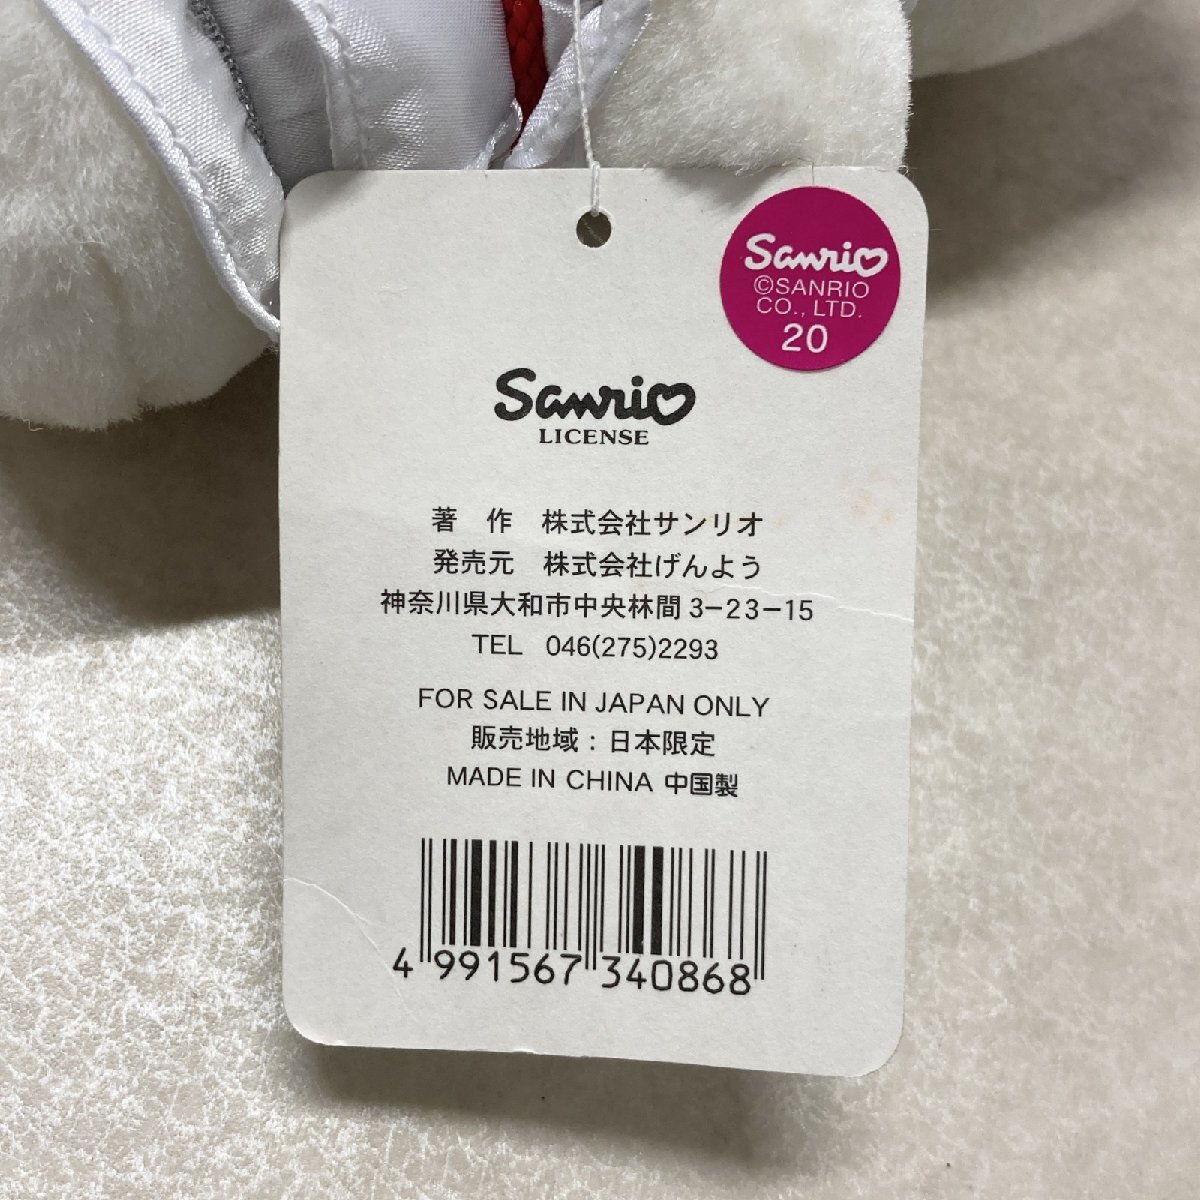 Sanrio
©SANRIO
CO., LTD.
20
Sanrio
LICENSE
著 作 株式会社サンリオ
発売元 株式会社げんよう
神奈川県大和市中央林間3-23-15
TEL 046(275)2293
FOR SALE IN JAPAN ONLY
販売地域：日本限定
MADE IN CHINA 中国製
4 991567 340868